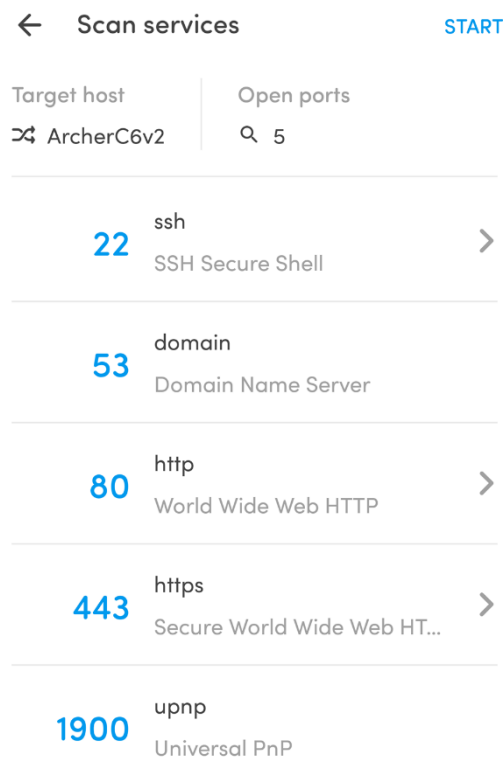 Scan services
START
Target host
Open ports
ArcherC6v2
5
22
ssh
SSH Secure Shell
53
domain
Domain Name Server
80
http
World Wide Web HTTP
443
https
Secure World Wide Web HT...
1900
upnp
Universal PnP